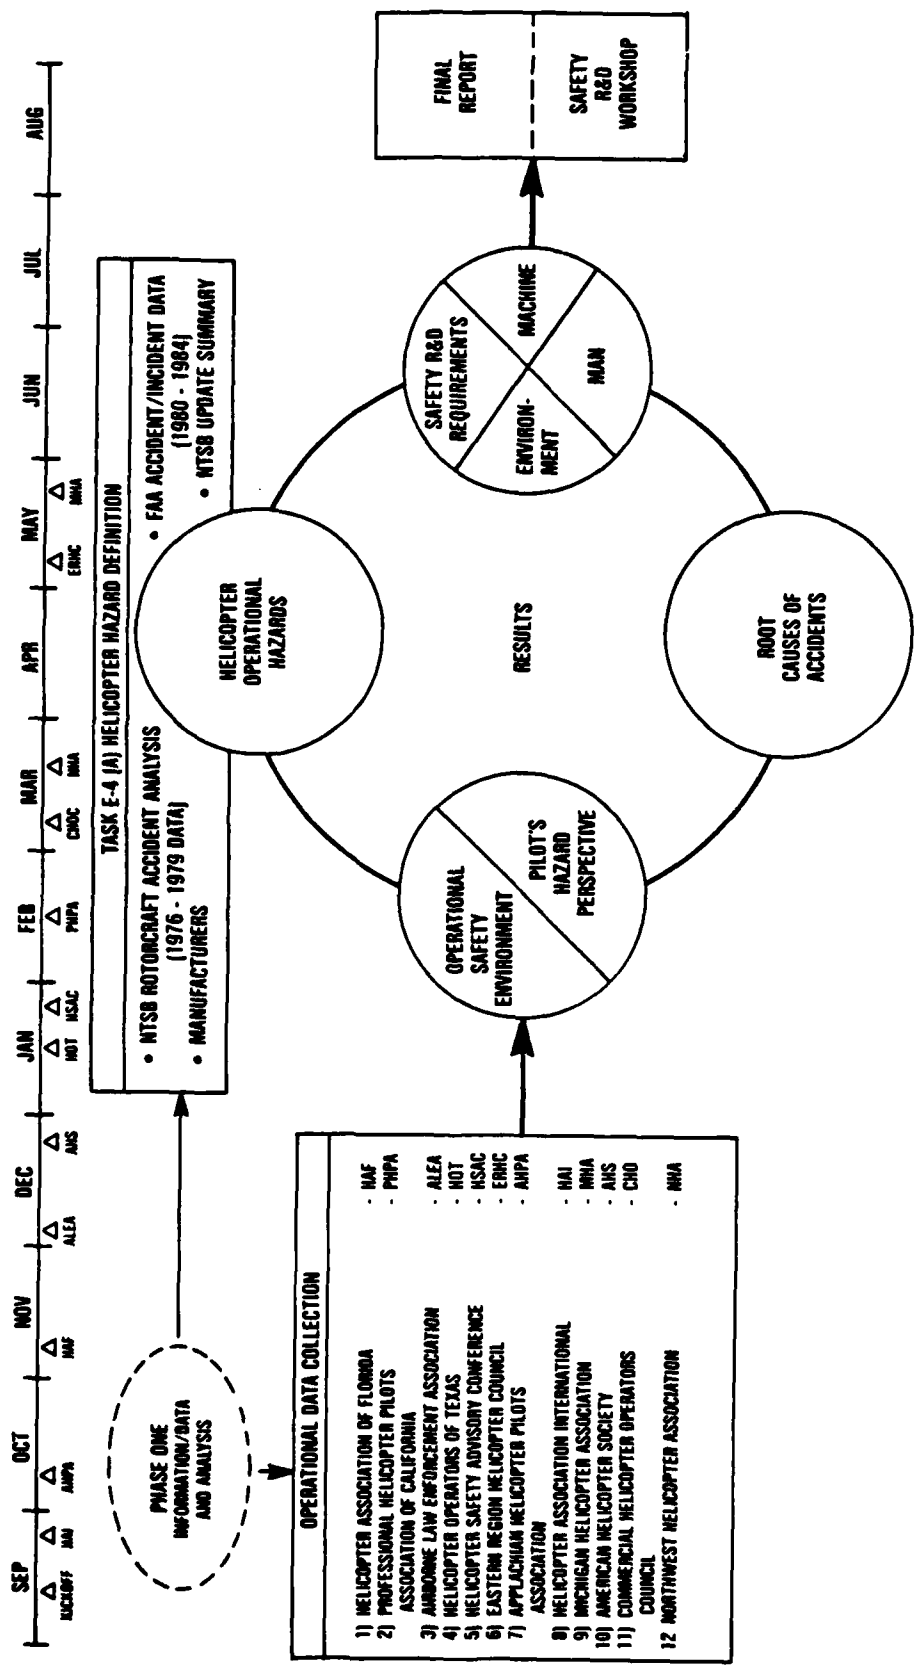 SEP OCT NOV DEC JAN FEB MAR APR MAY JUN JUL AUG
KICKOFF HAI AHPA HAF ALEA AHS HOT HSAC PHPA CHOC NHA ERHC MHA
PHASE ONE
INFORMATION/DATA
AND ANALYSIS
TASK E-4 (A) HELICOPTER HAZARD DEFINITION
• NTSB ROTORCRAFT ACCIDENT ANALYSIS
(1976 - 1979 DATA)
• MANUFACTURERS
• FAA ACCIDENT/INCIDENT DATA
(1980 - 1984)
• NTSB UPDATE SUMMARY
OPERATIONAL DATA COLLECTION
1) HELICOPTER ASSOCIATION OF FLORIDA - HAF
2) PROFESSIONAL HELICOPTER PILOTS - PHPA
ASSOCIATION OF CALIFORNIA
3) AIRBORNE LAW ENFORCEMENT ASSOCIATION - ALEA
4) HELICOPTER OPERATORS OF TEXAS - HOT
5) HELICOPTER SAFETY ADVISORY CONFERENCE - HSAC
6) EASTERN REGION HELICOPTER COUNCIL - ERHC
7) APPLACHIAN HELICOPTER PILOTS - AHPA
ASSOCIATION
8) HELICOPTER ASSOCIATION INTERNATIONAL - HAI
9) MICHIGAN HELICOPTER ASSOCIATION - MHA
10) AMERICAN HELICOPTER SOCIETY - AHS
11) COMMERCIAL HELICOPTER OPERATORS - CHO
COUNCIL
12 NORTHWEST HELICOPTER ASSOCIATION - NHA
HELICOPTER
OPERATIONAL
HAZARDS
OPERATIONAL
SAFETY
ENVIRONMENT
PILOT'S
HAZARD
PERSPECTIVE
RESULTS
SAFETY R&D
REQUIREMENTS
MACHINE
ENVIRON-
MENT
MAN
ROOT
CAUSES OF
ACCIDENTS
FINAL
REPORT
SAFETY
R&D
WORKSHOP